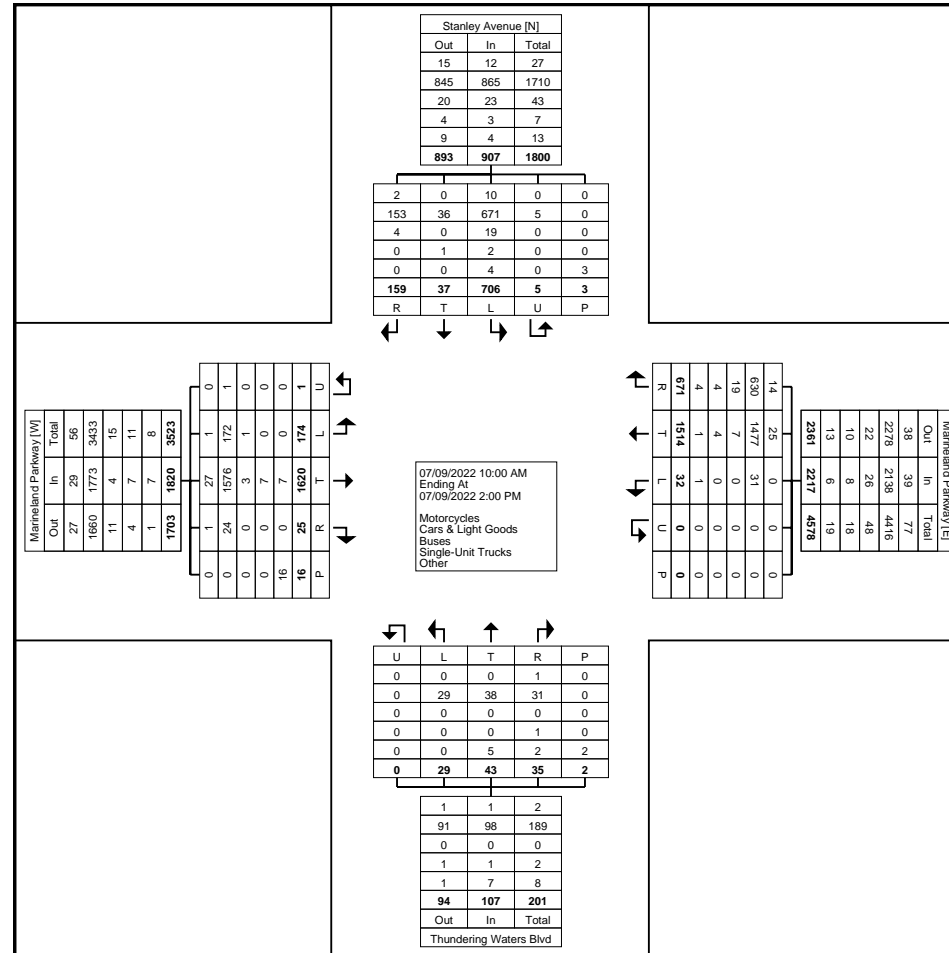 Stanley Avenue [N]
Out In Total
15 12 27
845 865 1710
20 23 43
4 3 7
9 4 13
893 907 1800
2 0 10 0 0
153 36 671 5 0
4 0 19 0 0
0 1 2 0 0
0 0 4 0 3
159 37 706 5 3
R T L U P
Marineland Parkway [W]
Out In Total
27 29 56
1660 1773 3433
11 4 15
4 7 11
1 7 8
1703 1820 3523
0 1 27 1 0
0 24 1576 172 1
0 0 3 1 0
0 0 7 0 0
16 0 7 0 0
16 25 1620 174 1
P R T L U
07/09/2022 10:00 AM
Ending At
07/09/2022 2:00 PM
Motorcycles
Cars & Light Goods
Buses
Single-Unit Trucks
Other
Marineland Parkway [E]
Out In Total
38 39 77
2278 2138 4416
22 26 48
10 8 18
13 6 19
2361 2217 4578
14 25 0 0 0
630 1477 31 0 0
19 7 0 0 0
4 4 0 0 0
4 1 1 0 0
671 1514 32 0 0
R T L U P
U L T R P
0 0 0 1 0
0 29 38 31 0
0 0 0 0 0
0 0 0 1 0
0 0 5 2 2
0 29 43 35 2
1 1 2
91 98 189
0 0 0
1 1 2
1 7 8
94 107 201
Out In Total
Thundering Waters Blvd